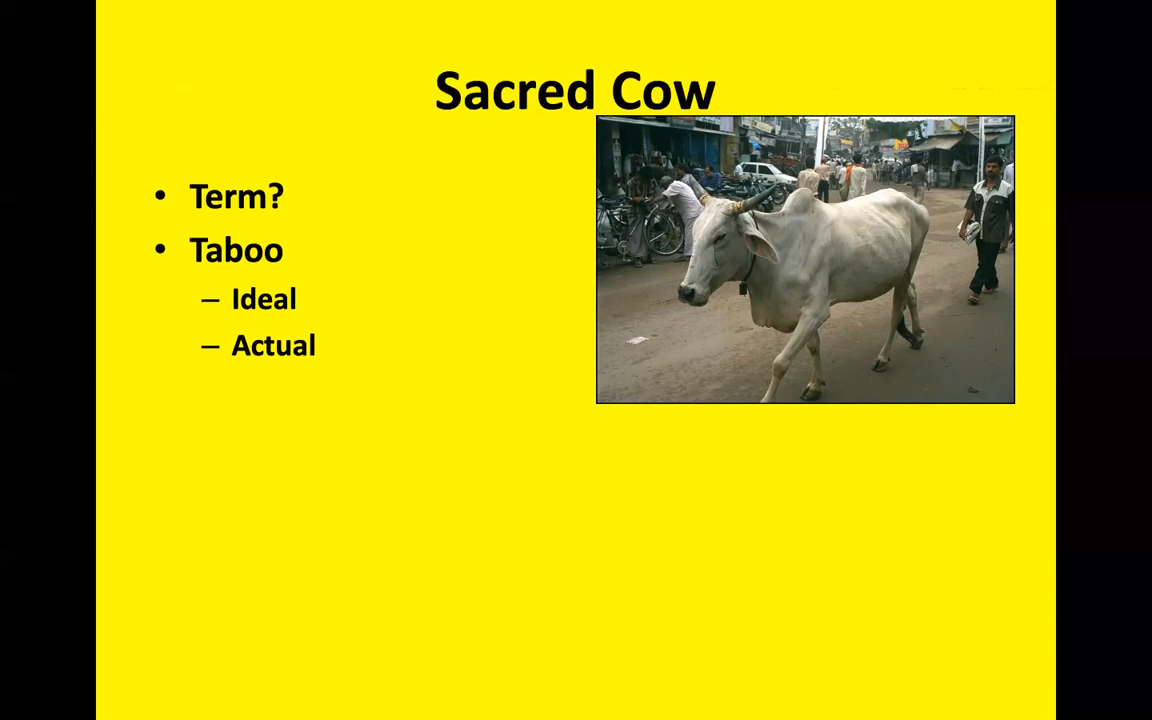 Sacred Cow
• Term?
• Taboo
– Ideal
– Actual